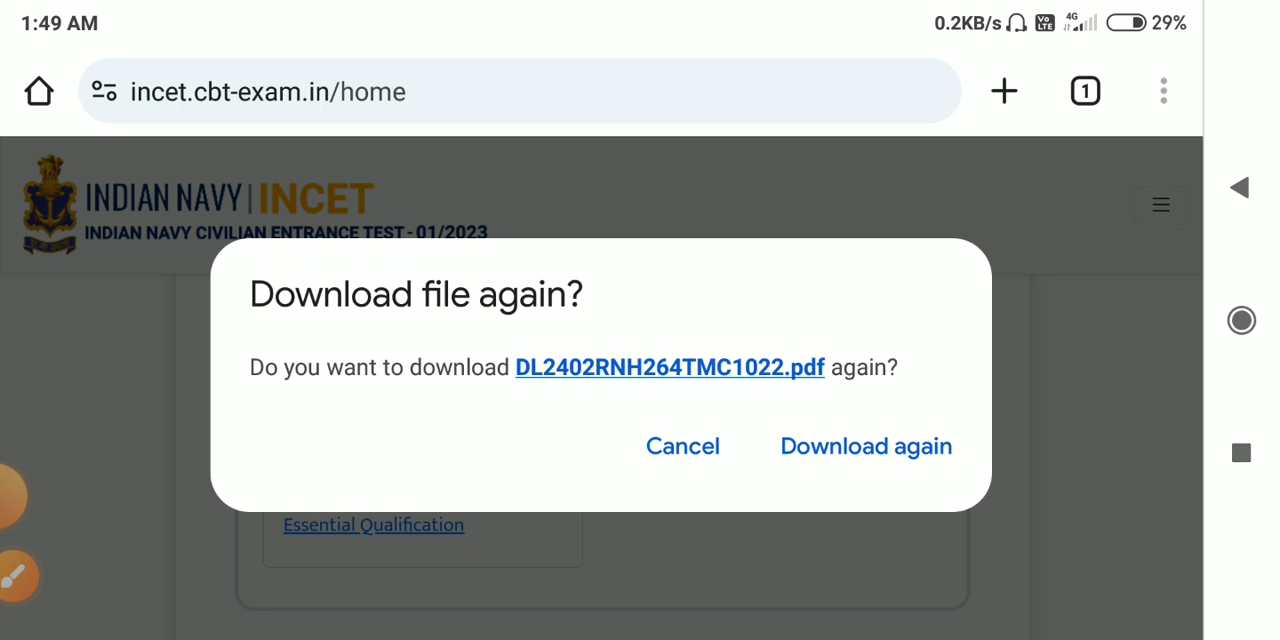 1:49 AM
0.2KB/s Vo LTE 4G 29%
incet.cbt-exam.in/home
1
INDIAN NAVY | INCET
INDIAN NAVY CIVILIAN ENTRANCE TEST - 01/2023
Download file again?
Do you want to download DL2402RNH264TMC1022.pdf again?
Cancel Download again
Essential Qualification